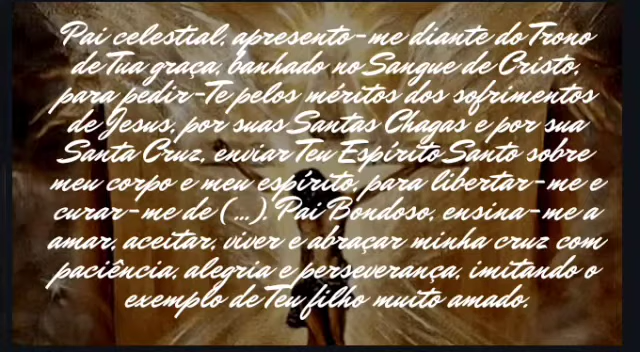 Pai celestial, apresento-me diante do Trono
de Tua graça, banhado no Sangue de Cristo,
para pedir-Te pelos méritos dos sofrimentos
de Jesus, por suas Santas Chagas e por sua
Santa Cruz, enviar Teu Espírito Santo sobre
meu corpo e meu espírito, para libertar-me e
curar-me de (...). Pai Bondoso, ensina-me a
amar, aceitar, viver e abraçar minha cruz com
paciência, alegria e perseverança, imitando o
exemplo de Teu filho muito amado.